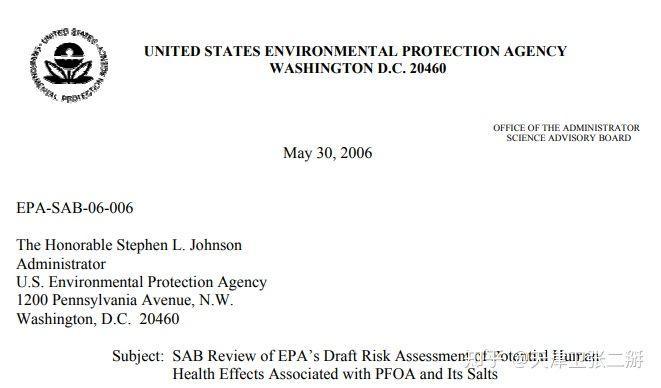 UNITED STATES ENVIRONMENTAL PROTECTION AGENCY
WASHINGTON D.C. 20460
OFFICE OF THE ADMINISTRATOR
SCIENCE ADVISORY BOARD
May 30, 2006
EPA-SAB-06-006
The Honorable Stephen L. Johnson
Administrator
U.S. Environmental Protection Agency
1200 Pennsylvania Avenue, N.W.
Washington, D.C. 20460
Subject: SAB Review of EPA's Draft Risk Assessment of Potential Human
Health Effects Associated with PFOA and Its Salts
知乎 @天津立张二掰